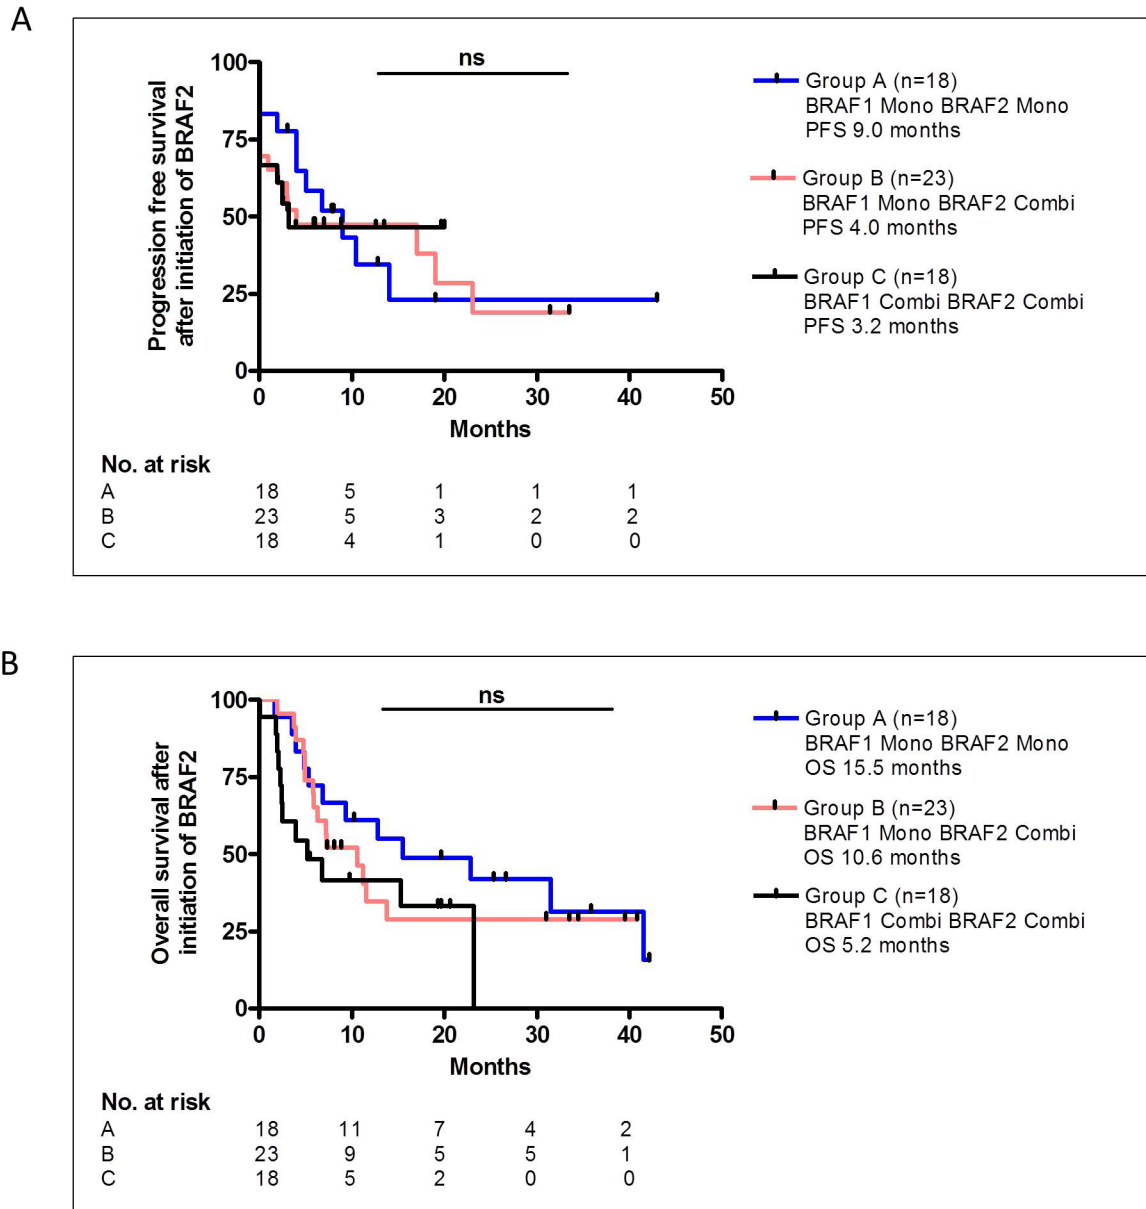 A
Progression free survival
after initiation of BRAF2
100
75
50
25
0
ns
0 10 20 30 40 50
Months
Group A (n=18)
BRAF1 Mono BRAF2 Mono
PFS 9.0 months
Group B (n=23)
BRAF1 Mono BRAF2 Combi
PFS 4.0 months
Group C (n=18)
BRAF1 Combi BRAF2 Combi
PFS 3.2 months
No. at risk
A 18 5 1 1 1
B 23 5 3 2 2
C 18 4 1 0 0
B
Overall survival after
initiation of BRAF2
100
75
50
25
0
ns
0 10 20 30 40 50
Months
Group A (n=18)
BRAF1 Mono BRAF2 Mono
OS 15.5 months
Group B (n=23)
BRAF1 Mono BRAF2 Combi
OS 10.6 months
Group C (n=18)
BRAF1 Combi BRAF2 Combi
OS 5.2 months
No. at risk
A 18 11 7 4 2
B 23 9 5 5 1
C 18 5 2 0 0